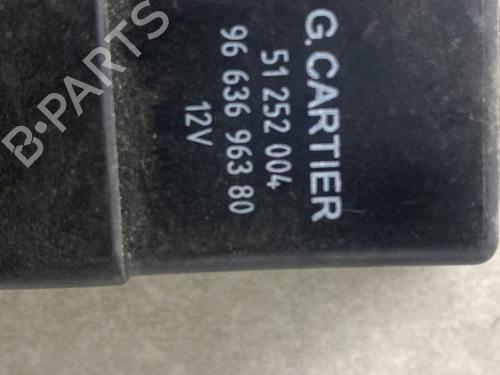 G.CARTIER
51 252 004
96 636 963 80
12V
B-PARTS